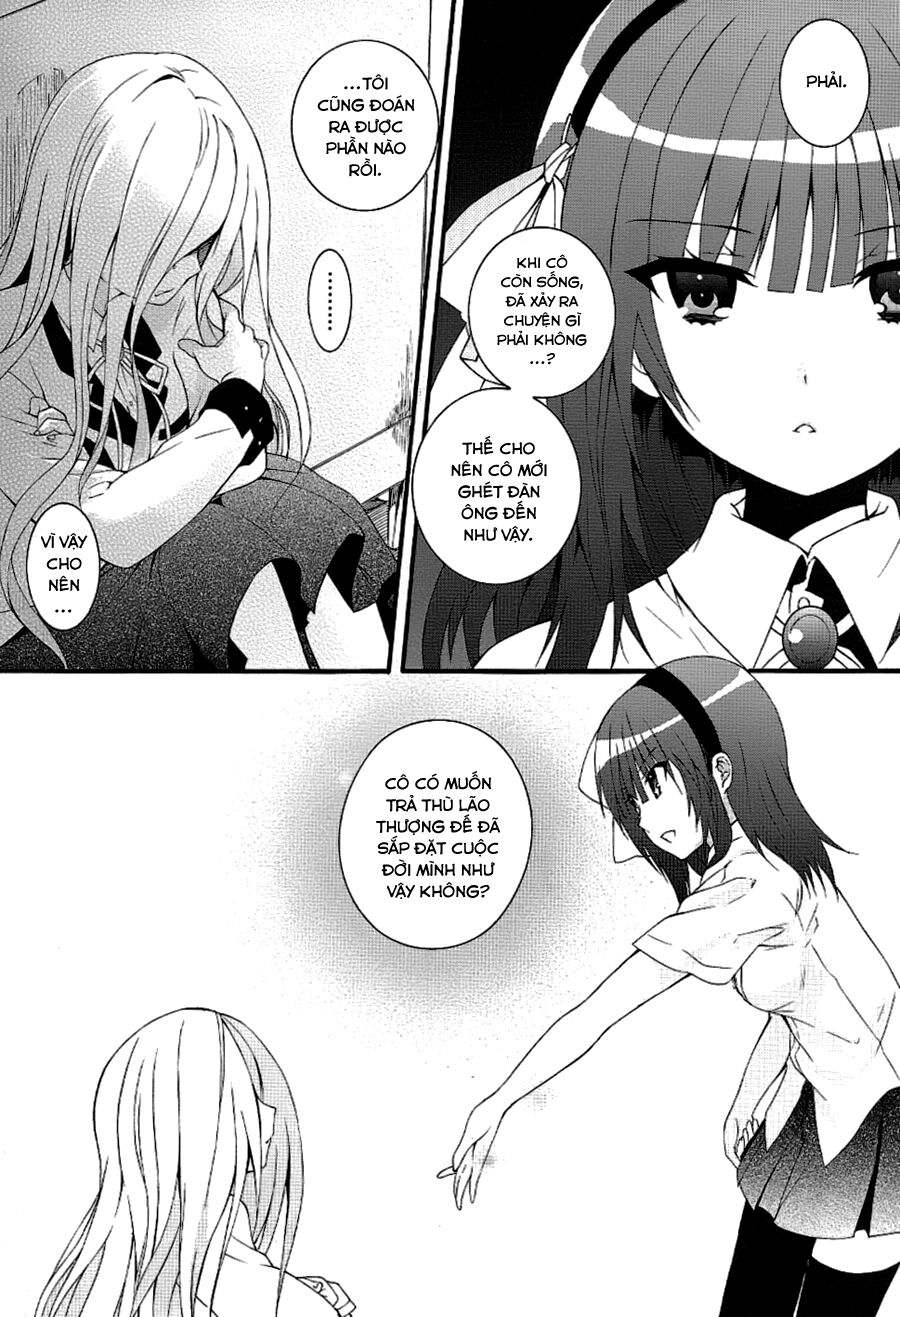 PHẢI.
KHI CÔ
CÒN SỐNG,
ĐÃ XẢY RA
CHUYỆN GÌ
PHẢI KHÔNG
...?
THẾ CHO
NÊN CÔ MỚI
GHÉT ĐÀN
ÔNG ĐẾN
NHƯ VẬY.
...TÔI
CŨNG ĐOÁN
RA ĐƯỢC
PHẦN NÀO
RỒI.
........
VÌ VẬY
CHO
NÊN
...
CÔ CÓ MUỐN
TRẢ THÙ LÃO
THƯỢNG ĐẾ ĐÃ
SẮP ĐẶT CUỘC
ĐỜI MÌNH NHƯ
VẬY KHÔNG?